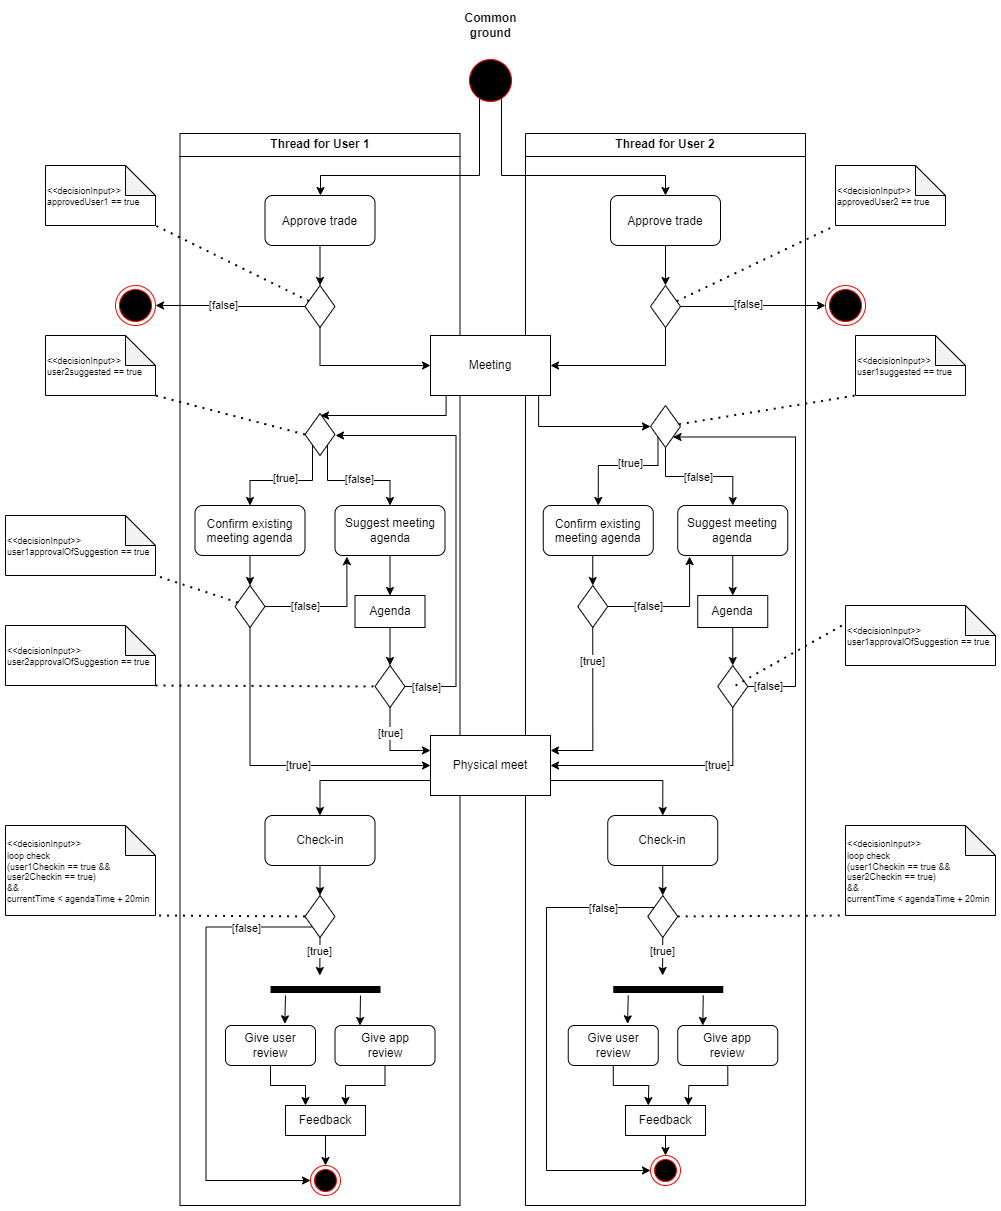 Common
ground
Thread for User 1
Thread for User 2
<<decisionInput>>
approvedUser1 == true
<<decisionInput>>
approvedUser2 == true
Approve trade
Approve trade
[false]
[false]
<<decisionInput>>
user2suggested == true
Meeting
<<decisionInput>>
user1suggested == true
[true]
[false]
[true]
[false]
Confirm existing
meeting agenda
Suggest meeting
agenda
Confirm existing
meeting agenda
Suggest meeting
agenda
<<decisionInput>>
user1approvalOfSuggestion == true
[false]
Agenda
[false]
Agenda
<<decisionInput>>
user2approvalOfSuggestion == true
<<decisionInput>>
user1approvalOfSuggestion == true
[false]
[true]
[false]
[true]
[true]
Physical meet
[true]
Check-in
Check-in
<<decisionInput>>
loop check
(user1Checkin == true &&
user2Checkin == true)
&&
currentTime < agendaTime + 20min
<<decisionInput>>
loop check
(user1Checkin == true &&
user2Checkin == true)
&&
currentTime < agendaTime + 20min
[false]
[true]
[false]
[true]
Give user
review
Give app
review
Give user
review
Give app
review
Feedback
Feedback